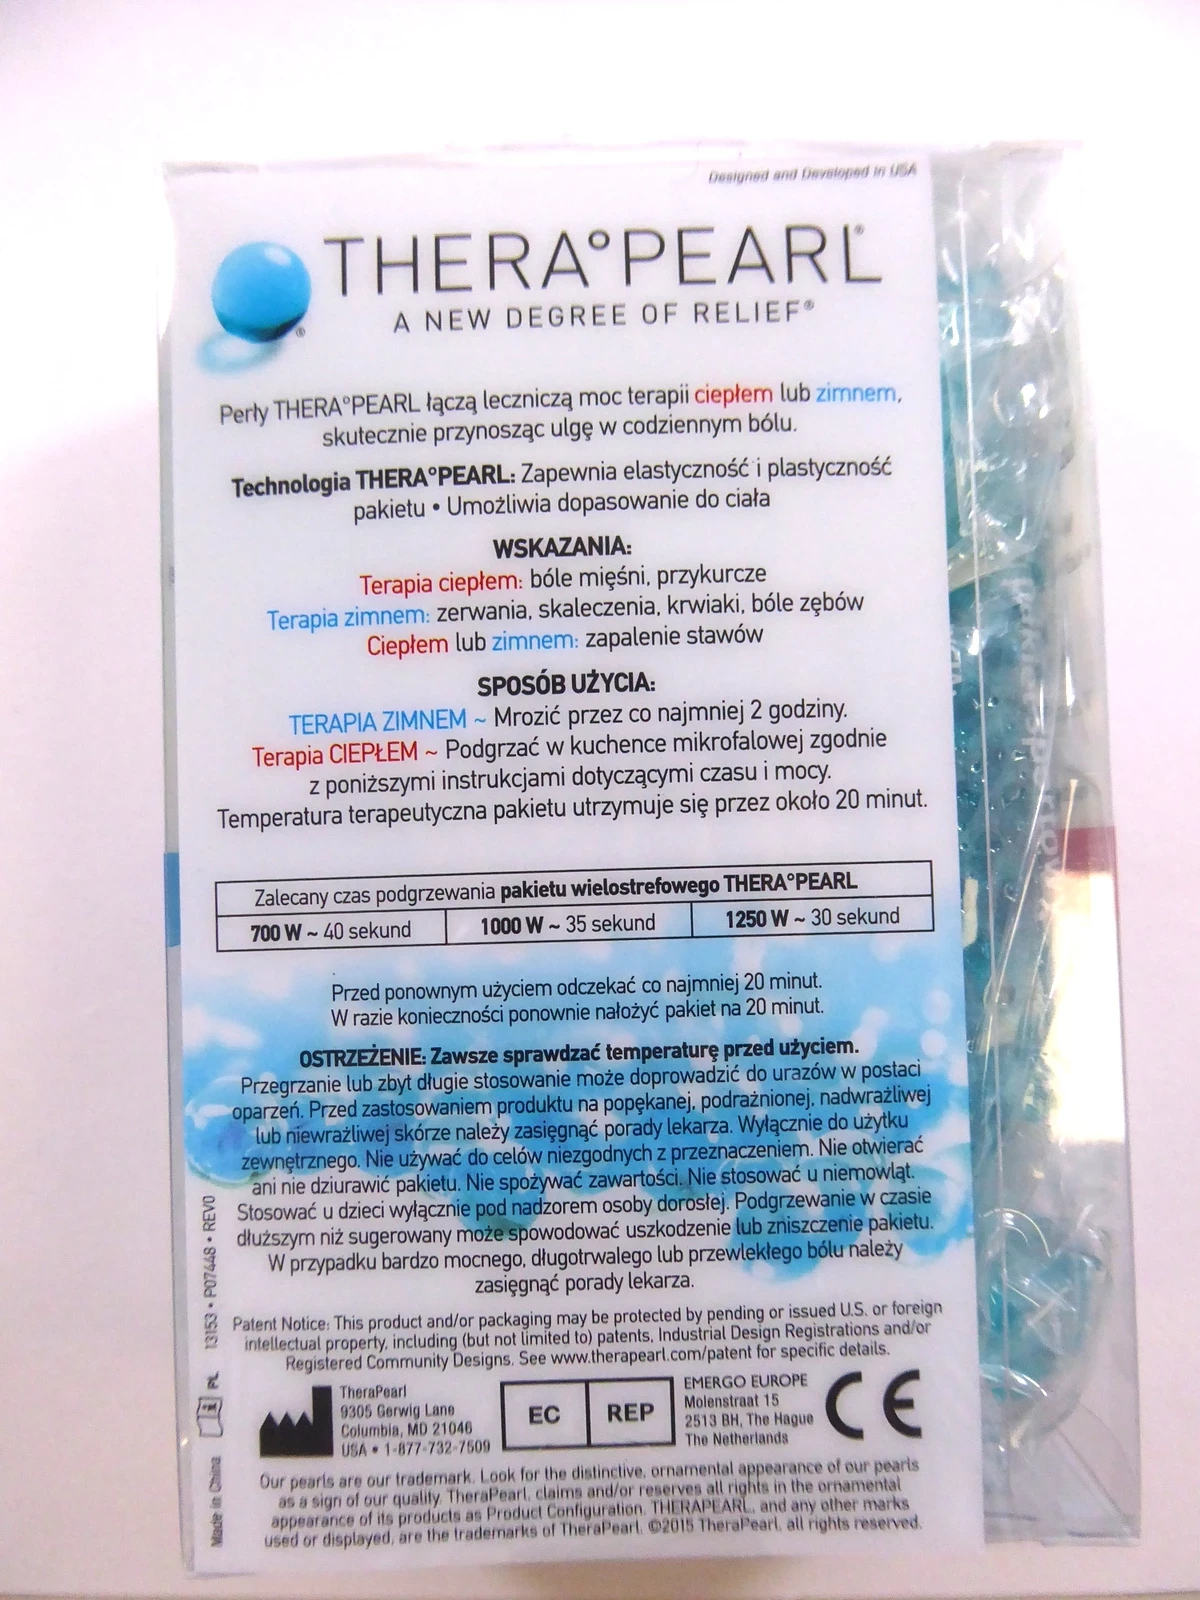 Designed and Developed in USA
THERA°PEARL®
A NEW DEGREE OF RELIEF®
®
Perły THERA°PEARL łączą leczniczą moc terapii ciepłem lub zimnem,
skutecznie przynosząc ulgę w codziennym bólu.
Technologia THERA°PEARL: Zapewnia elastyczność i plastyczność
pakietu • Umożliwia dopasowanie do ciała
WSKAZANIA:
Terapia ciepłem: bóle mięśni, przykurcze
Terapia zimnem: zerwania, skaleczenia, krwiaki, bóle zębów
Ciepłem lub zimnem: zapalenie stawów
SPOSÓB UŻYCIA:
TERAPIA ZIMNEM ~ Mrozić przez co najmniej 2 godziny.
Terapia CIEPŁEM ~ Podgrzać w kuchence mikrofalowej zgodnie
z poniższymi instrukcjami dotyczącymi czasu i mocy.
Temperatura terapeutyczna pakietu utrzymuje się przez około 20 minut.
Zalecany czas podgrzewania pakietu wielostrefowego THERA°PEARL
700 W ~ 40 sekund 1000 W ~ 35 sekund 1250 W ~ 30 sekund
Przed ponownym użyciem odczekać co najmniej 20 minut.
W razie konieczności ponownie nałożyć pakiet na 20 minut.
OSTRZEŻENIE: Zawsze sprawdzać temperaturę przed użyciem.
Przegrzanie lub zbyt długie stosowanie może doprowadzić do urazów w postaci
oparzeń. Przed zastosowaniem produktu na popękanej, podrażnionej, nadwrażliwej
lub niewrażliwej skórze należy zasięgnąć porady lekarza. Wyłącznie do użytku
zewnętrznego. Nie używać do celów niezgodnych z przeznaczeniem. Nie otwierać
ani nie dziurawić pakietu. Nie spożywać zawartości. Nie stosować u niemowląt.
Stosować u dzieci wyłącznie pod nadzorem osoby dorosłej. Podgrzewanie w czasie
dłuższym niż sugerowany może spowodować uszkodzenie lub zniszczenie pakietu.
W przypadku bardzo mocnego, długotrwałego lub przewlekłego bólu należy
zasięgnąć porady lekarza.
Patent Notice: This product and/or packaging may be protected by pending or issued U.S. or foreign
intellectual property, including (but not limited to) patents, Industrial Design Registrations and/or
Registered Community Designs. See www.therapearl.com/patent for specific details.
TheraPearl
9305 Gerwig Lane
Columbia, MD 21046
USA • 1-877-732-7509
EC REP
EMERGO EUROPE
Molenstraat 15
2513 BH, The Hague
The Netherlands
CE
Our pearls are our trademark. Look for the distinctive, ornamental appearance of our pearls
as a sign of our quality. TheraPearl, claims and/or reserves all rights in the ornamental
appearance of its products as Product Configuration. THERAPEARL, and any other marks
used or displayed, are the trademarks of TheraPearl. ©2015 TheraPearl, all rights reserved.
Made in China
PL
13153 • P07448 • REV0